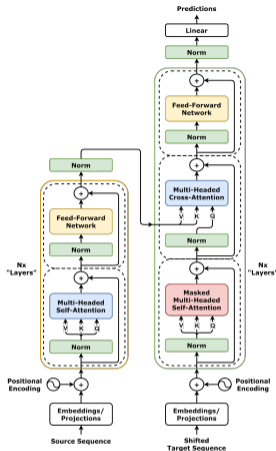 Predictions
Linear
Norm
Feed-Forward
Network
Norm
Multi-Headed
Cross-Attention
V K Q
Norm
Masked
Multi-Headed
Self-Attention
V K Q
Norm
Nx
"Layers"
Positional
Encoding
Embeddings/
Projections
Shifted
Target Sequence
Norm
Feed-Forward
Network
Norm
Multi-Headed
Self-Attention
V K Q
Norm
Nx
"Layers"
Positional
Encoding
Embeddings/
Projections
Source Sequence